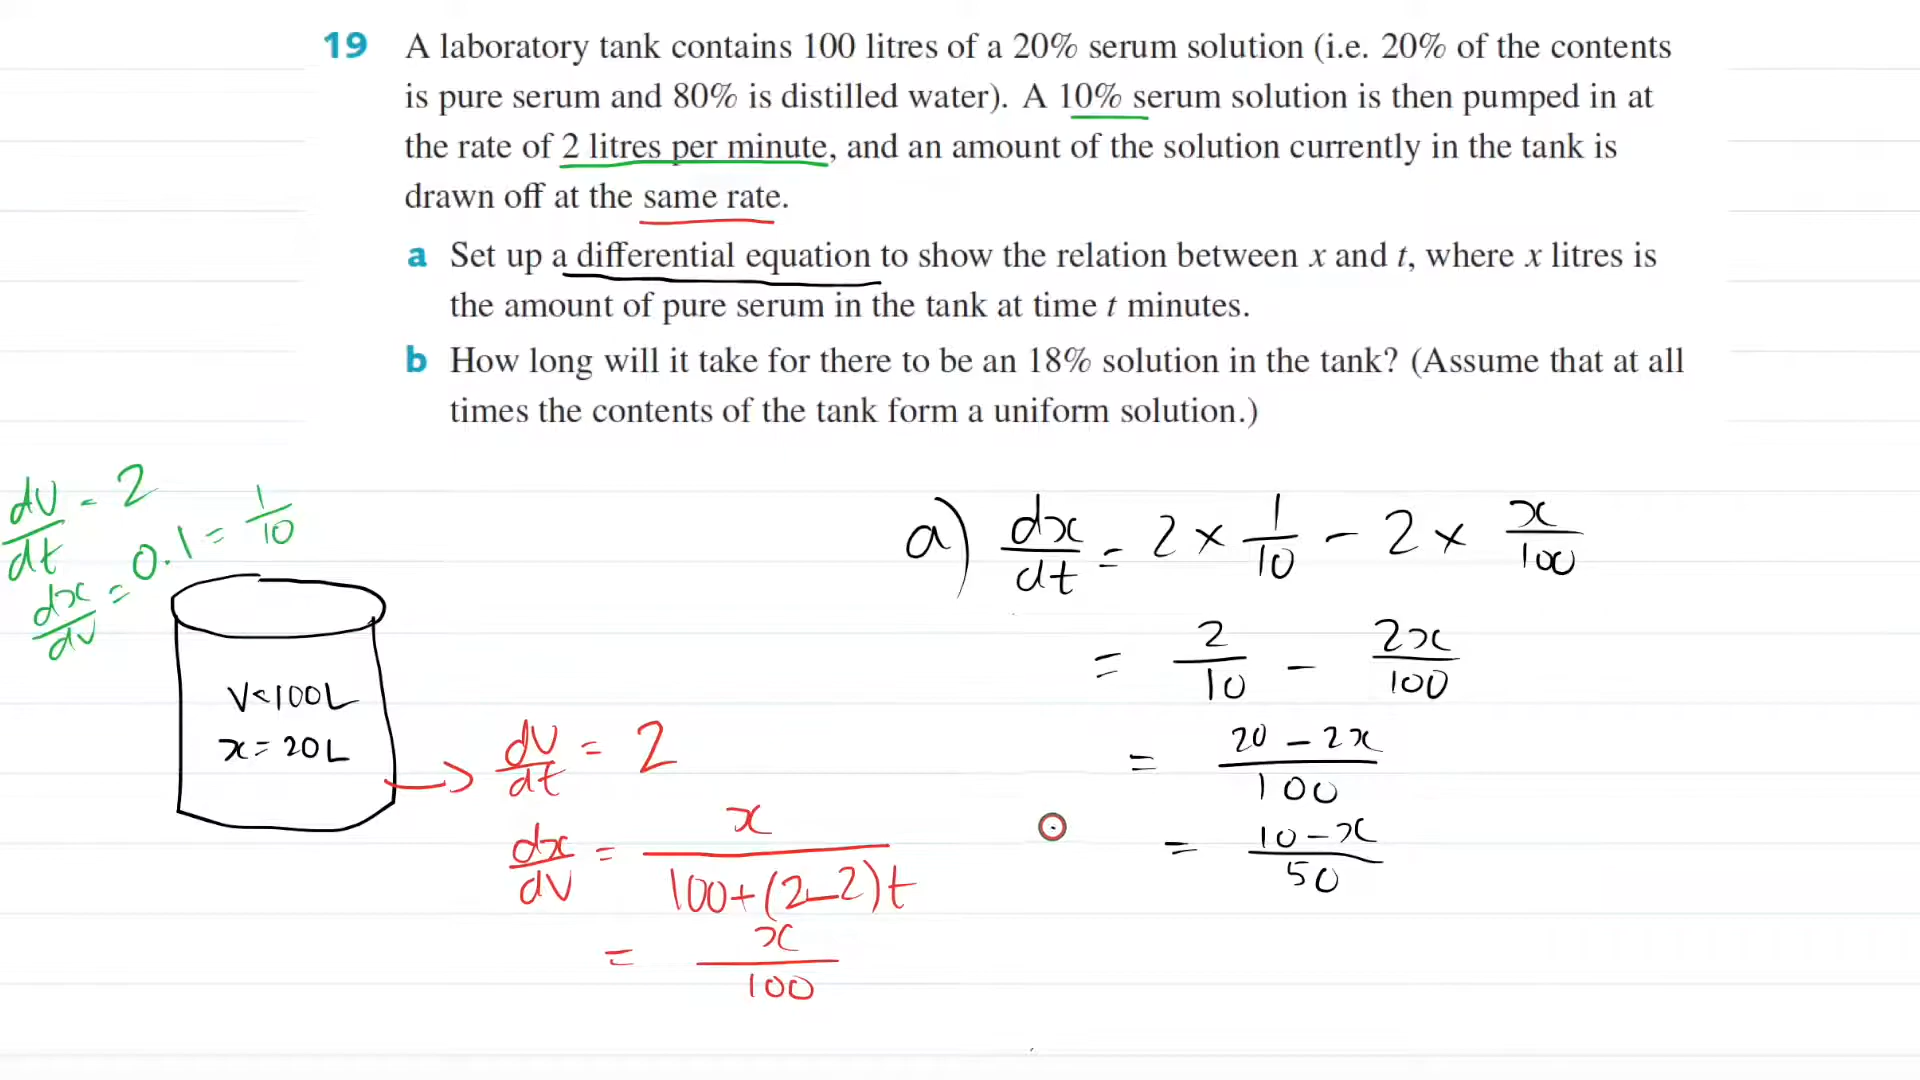 19 A laboratory tank contains 100 litres of a 20% serum solution (i.e. 20% of the contents
is pure serum and 80% is distilled water). A 10% serum solution is then pumped in at
the rate of 2 litres per minute, and an amount of the solution currently in the tank is
drawn off at the same rate.
a Set up a differential equation to show the relation between x and t, where x litres is
the amount of pure serum in the tank at time t minutes.
b How long will it take for there to be an 18% solution in the tank? (Assume that at all
times the contents of the tank form a uniform solution.)
dV/dt = 2
dx/dV = 0.1 = 1/10
V=100L
x = 20L
dV/dt = 2
dx/dV = x/(100+(2-2)t)
= x/100
a) dx/dt = 2 × 1/10 - 2 × x/100
= 2/10 - 2x/100
= (20 - 2x)/100
= (10 - x)/50